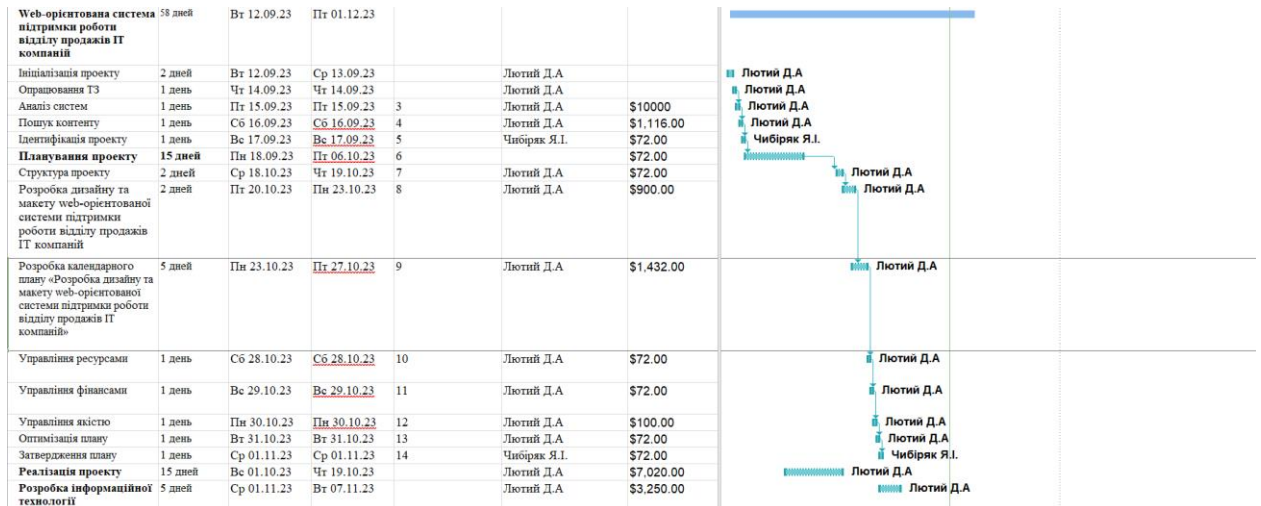 Web-орієнтована система 58 дней Вт 12.09.23 Пт 01.12.23
підтримки роботи
відділу продажів ІТ
компаній
Ініціалізація проекту 2 дней Вт 12.09.23 Ср 13.09.23 Лютий Д.А Лютий Д.А
Опрацювання ТЗ 1 день Чт 14.09.23 Чт 14.09.23 Лютий Д.А Лютий Д.А
Аналіз систем 1 день Пт 15.09.23 Пт 15.09.23 3 Лютий Д.А $10000 Лютий Д.А
Пошук контенту 1 день Сб 16.09.23 Сб 16.09.23 4 Лютий Д.А $1,116.00 Лютий Д.А
Ідентифікація проекту 1 день Вс 17.09.23 Вс 17.09.23 5 Чибіряк Я.І. $72.00 Чибіряк Я.І.
Планування проекту 15 дней Пн 18.09.23 Пт 06.10.23 6 $72.00
Структура проекту 2 дней Ср 18.10.23 Чт 19.10.23 7 Лютий Д.А $72.00 Лютий Д.А
Розробка дизайну та 2 дней Пт 20.10.23 Пн 23.10.23 8 Лютий Д.А $900.00 Лютий Д.А
макету web-орієнтованої
системи підтримки
роботи відділу продажів
ІТ компаній
Розробка календарного 5 дней Пн 23.10.23 Пт 27.10.23 9 Лютий Д.А $1,432.00 Лютий Д.А
плану «Розробка дизайну та
макету web-орієнтованої
системи підтримки роботи
відділу продажів ІТ
компаній»
Управління ресурсами 1 день Сб 28.10.23 Сб 28.10.23 10 Лютий Д.А $72.00 Лютий Д.А
Управління фінансами 1 день Вс 29.10.23 Вс 29.10.23 11 Лютий Д.А $72.00 Лютий Д.А
Управління якістю 1 день Пн 30.10.23 Пн 30.10.23 12 Лютий Д.А $100.00 Лютий Д.А
Оптимізація плану 1 день Вт 31.10.23 Вт 31.10.23 13 Лютий Д.А $72.00 Лютий Д.А
Затвердження плану 1 день Ср 01.11.23 Ср 01.11.23 14 Чибіряк Я.І. $72.00 Чибіряк Я.І.
Реалізація проекту 15 дней Вс 01.10.23 Чт 19.10.23 Лютий Д.А $7,020.00 Лютий Д.А
Розробка інформаційної 5 дней Ср 01.11.23 Вт 07.11.23 Лютий Д.А $3,250.00 Лютий Д.А
технології